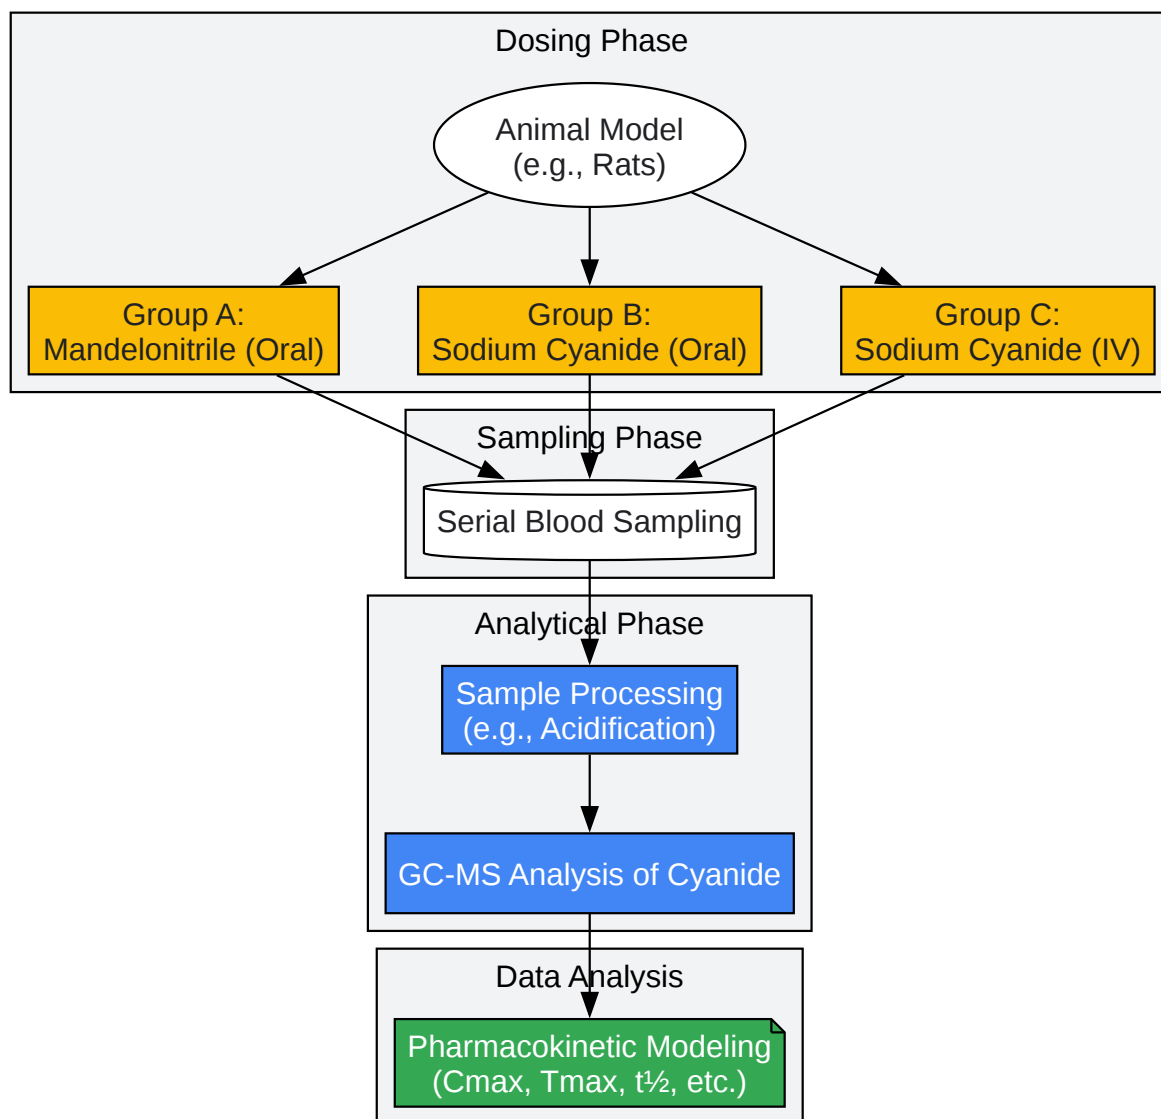 Dosing Phase
Animal Model
(e.g., Rats)
Group A:
Mandelonitrile (Oral)
Group B:
Sodium Cyanide (Oral)
Group C:
Sodium Cyanide (IV)
Sampling Phase
Serial Blood Sampling
Analytical Phase
Sample Processing
(e.g., Acidification)
GC-MS Analysis of Cyanide
Data Analysis
Pharmacokinetic Modeling
(Cmax, Tmax, t½, etc.)